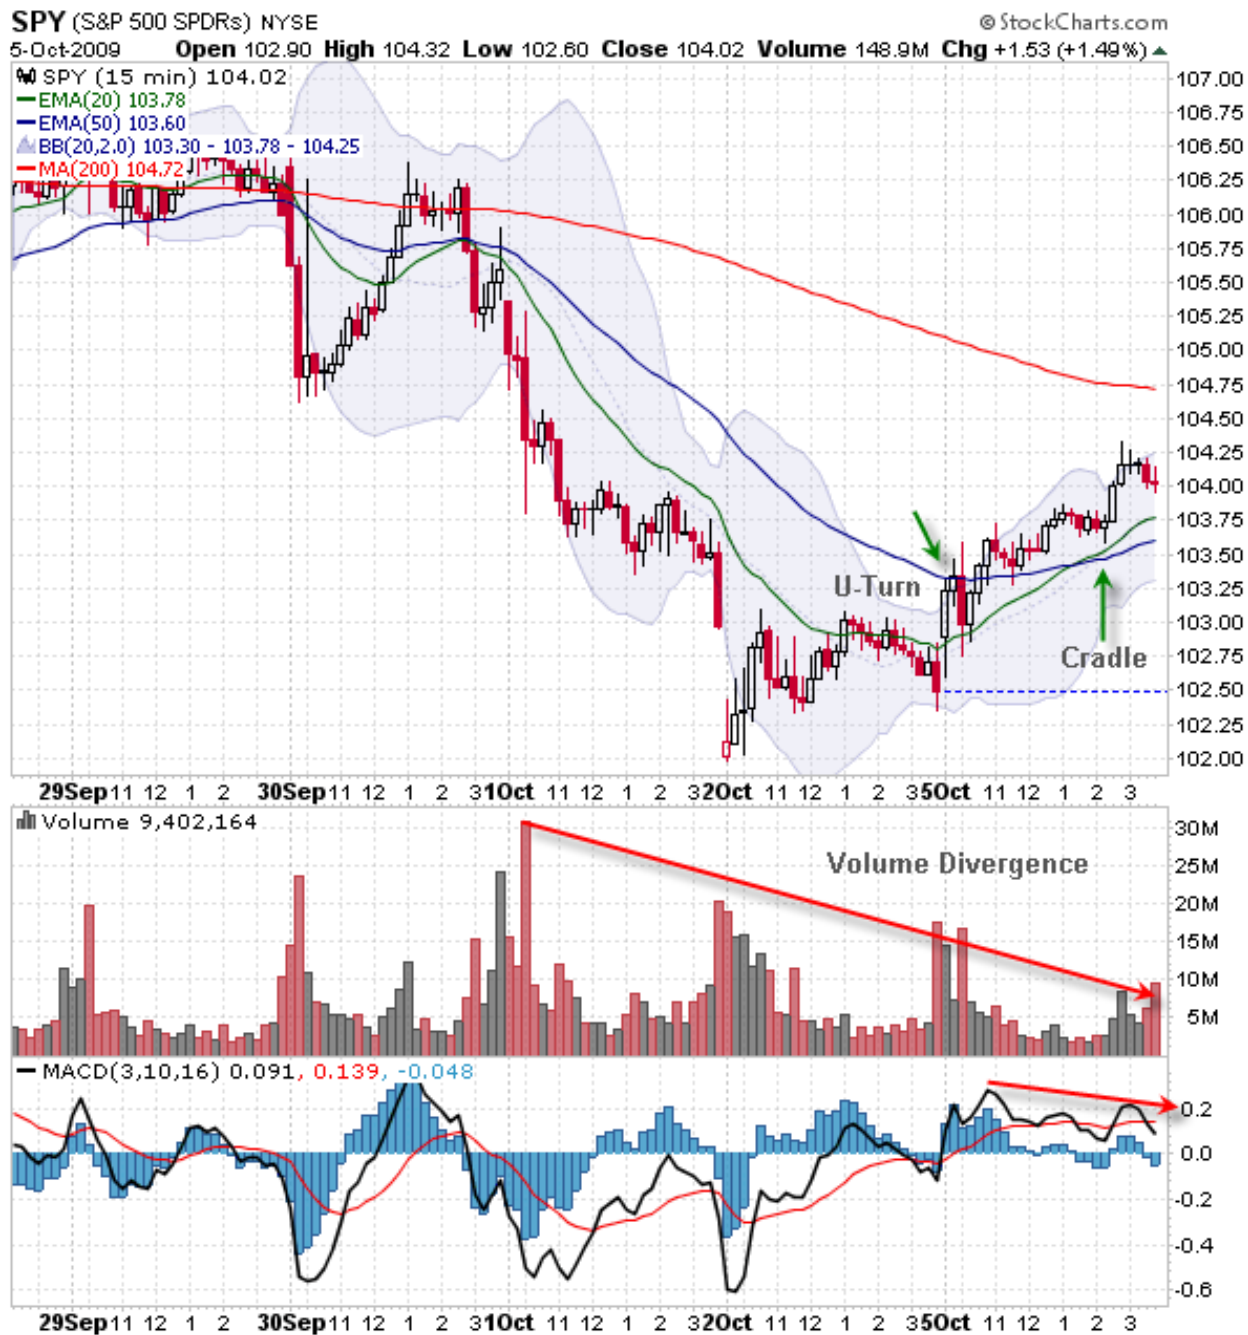 SPY (S&P 500 SPDRs) NYSE © StockCharts.com
5-Oct-2009 Open 102.90 High 104.32 Low 102.60 Close 104.02 Volume 148.9M Chg +1.53 (+1.49%)
SPY (15 min) 104.02
EMA(20) 103.78
EMA(50) 103.60
BB(20,2.0) 103.30 - 103.78 - 104.25
MA(200) 104.72
107.00
106.75
106.50
106.25
106.00
105.75
105.50
105.25
105.00
104.75
104.50
104.25
104.00
103.75
103.50
103.25
103.00
102.75
102.50
102.25
102.00
U-Turn
Cradle
29Sep 11 12 1 2 30Sep 11 12 1 2 3 1Oct 11 12 1 2 3 2Oct 11 12 1 2 3 5Oct 11 12 1 2 3
Volume 9,402,164
Volume Divergence
30M
25M
20M
15M
10M
5M
MACD(3,10,16) 0.091, 0.139, -0.048
0.2
0.0
-0.2
-0.4
-0.6
29Sep 11 12 1 2 30Sep 11 12 1 2 3 1Oct 11 12 1 2 3 2Oct 11 12 1 2 3 5Oct 11 12 1 2 3